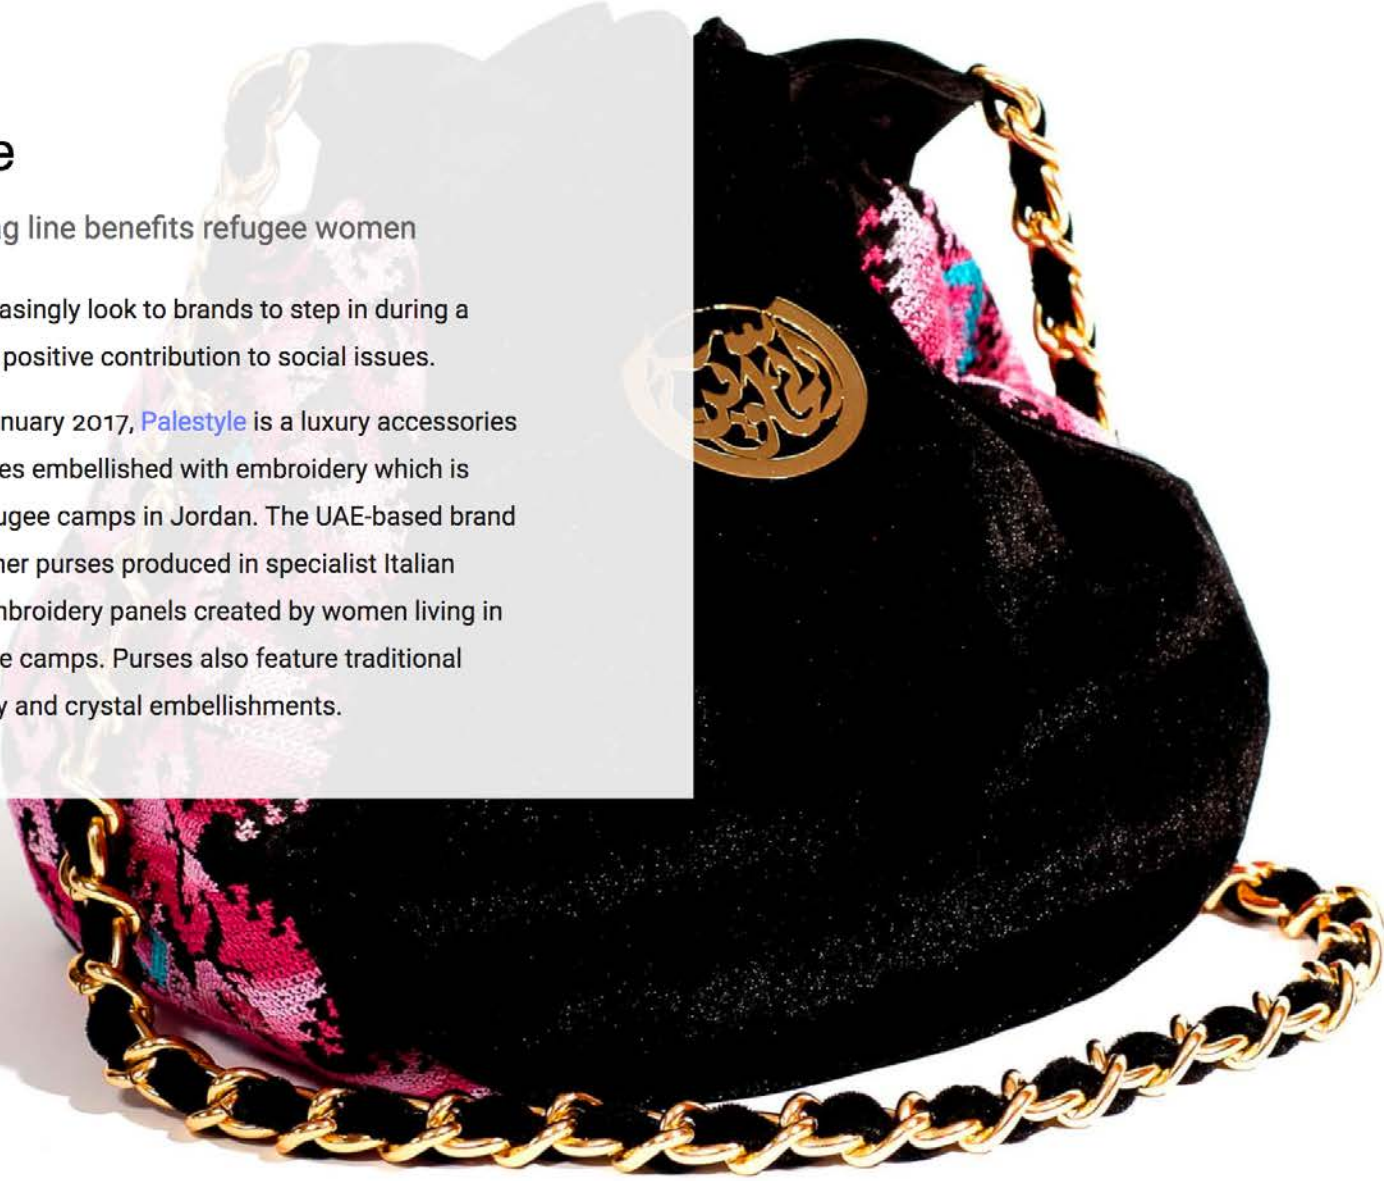 e
g line benefits refugee women
asingly look to brands to step in during a
positive contribution to social issues.
nuary 2017, Palestyle is a luxury accessories
es embellished with embroidery which is
ugee camps in Jordan. The UAE-based brand
er purses produced in specialist Italian
broidery panels created by women living in
e camps. Purses also feature traditional
y and crystal embellishments.